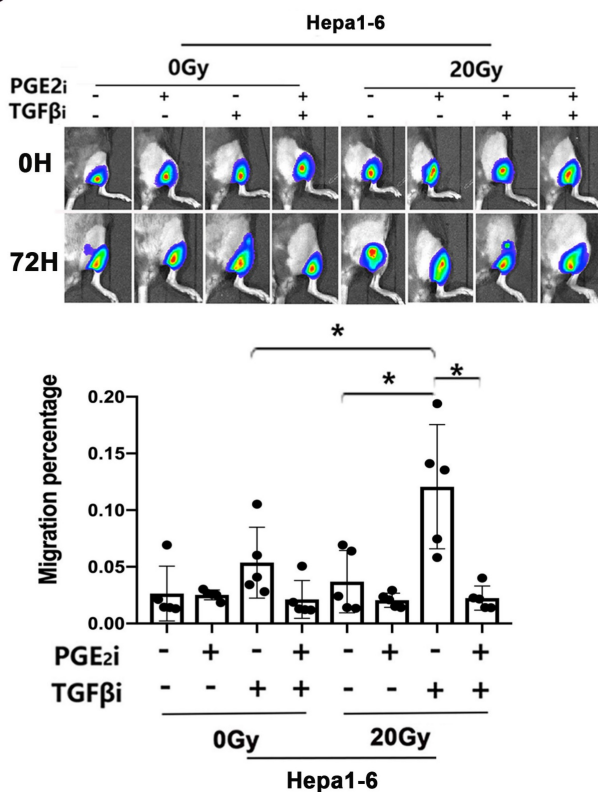 Hepa1-6
0Gy 20Gy
PGE2i - + - + - + - +
TGFβi - - + + - - + +
0H
72H
*
* *
Migration percentage
0.20
0.15
0.10
0.05
0.00
PGE2i - + - + - + - +
TGFβi - - + + - - + +
0Gy 20Gy
Hepa1-6